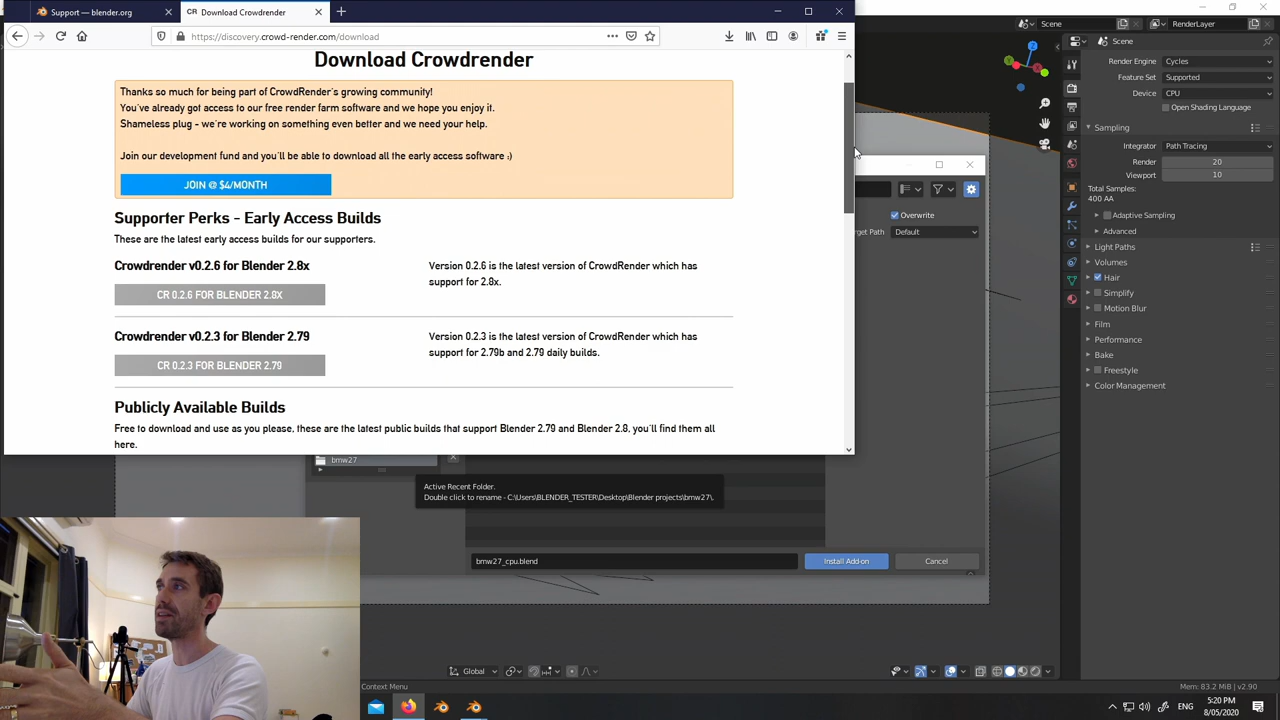 Support — blender.org
CR Download Crowdrender
https://discovery.crowd-render.com/download
Download Crowdrender
Thanks so much for being part of CrowdRender's growing community!
You've already got access to our free render farm software and we hope you enjoy it.
Shameless plug - we're working on something even better and we need your help.
Join our development fund and you'll be able to download all the early access software ;)
JOIN @ $4/MONTH
Supporter Perks - Early Access Builds
These are the latest early access builds for our supporters.
Crowdrender v0.2.6 for Blender 2.8x
Version 0.2.6 is the latest version of CrowdRender which has
support for 2.8x.
CR 0.2.6 FOR BLENDER 2.8X
Crowdrender v0.2.3 for Blender 2.79
Version 0.2.3 is the latest version of CrowdRender which has
support for 2.79b and 2.79 daily builds.
CR 0.2.3 FOR BLENDER 2.79
Publicly Available Builds
Free to download and use as you please, these are the latest public builds that support Blender 2.79 and Blender 2.8, you'll find them all
here.
bmw27
Active Recent Folder.
Double click to rename - C:\Users\BLENDER_TESTER\Desktop\Blender projects\bmw27\.
bmw27_cpu.blend
Install Add-on
Cancel
Overwrite
rget Path
Default
Scene
RenderLayer
Scene
Render Engine
Cycles
Feature Set
Supported
Device
CPU
Open Shading Language
Sampling
Integrator
Path Tracing
Render
20
Viewport
10
Total Samples:
400 AA
Adaptive Sampling
Advanced
Light Paths
Volumes
Hair
Simplify
Motion Blur
Film
Performance
Bake
Freestyle
Color Management
Global
Context Menu
Mem: 83.2 MiB | v2.90
5:20 PM
8/05/2020